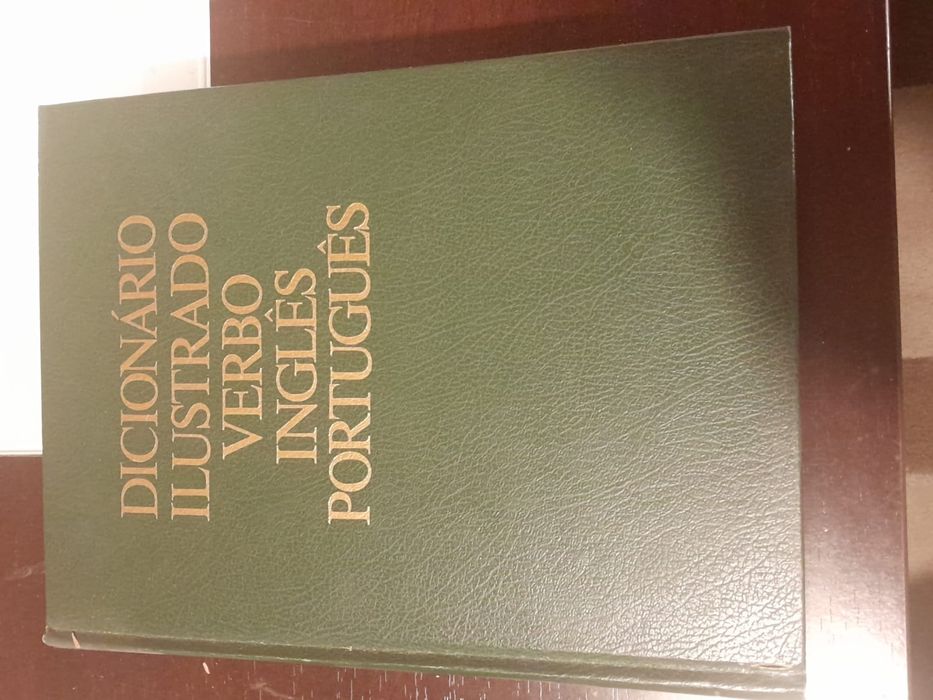 DICIONÁRIO
ILUSTRADO
VERBO
INGLÊS
PORTUGUÊS